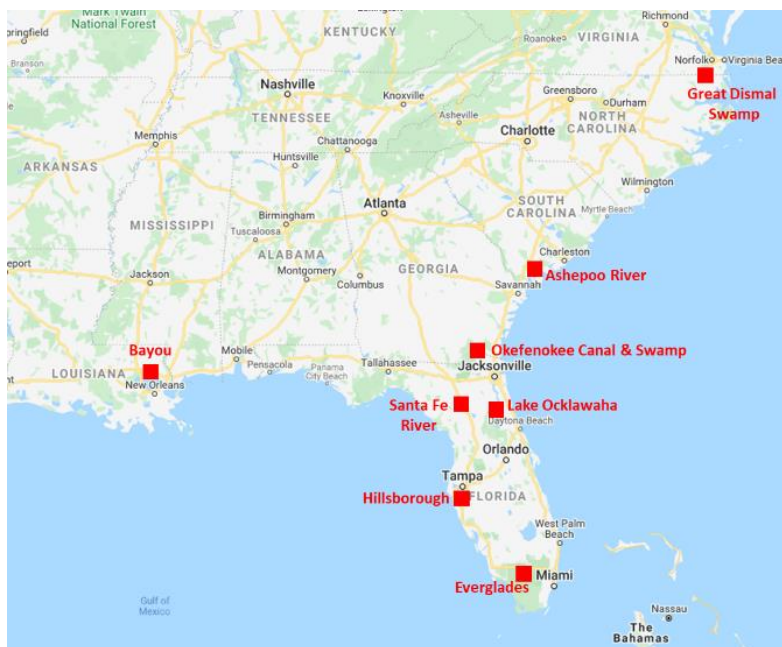 Mark Twain
National Forest
Lexington
KENTUCKY
VIRGINIA
Richmond
pringfield
Branson
Roanoke
Norfolk
Virginia Bea
Great Dismal
Swamp
Nashville
TENNESSEE
Knoxville
Greensboro
Durham
Asheville
NORTH
CAROLINA
Charlotte
Memphis
Chattanooga
Huntsville
ARKANSAS
Wilmington
SOUTH
CAROLINA
Myrtle Beach
Atlanta
MISSISSIPPI
Birmingham
Tuscaloosa
ALABAMA
GEORGIA
Charleston
Ashepoo River
eport
Jackson
Montgomery
Columbus
Savannah
Bayou
LOUISIANA
New Orleans
Mobile
Pensacola
Panama
City Beach
Tallahassee
Okefenokee Canal & Swamp
Jacksonville
nt
Santa Fe
River
Lake Ocklawaha
Daytona Beach
Orlando
Tampa
Hillsborough
FLORIDA
West Palm
Beach
Everglades
Miami
Gulf of
Mexico
Nassau
The
Bahamas